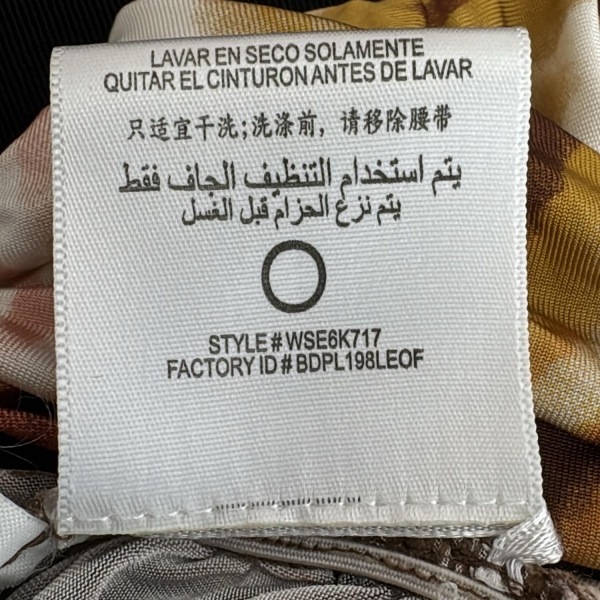 LAVAR EN SECO SOLAMENTE
QUITAR EL CINTURON ANTES DE LAVAR
只适宜干洗;洗涤前, 请移除腰带
يتم استخدام التنظيف الجاف فقط
يتم نزع الحزام قبل الغسل
STYLE # WSE6K717
FACTORY ID # BDPL198LEOF